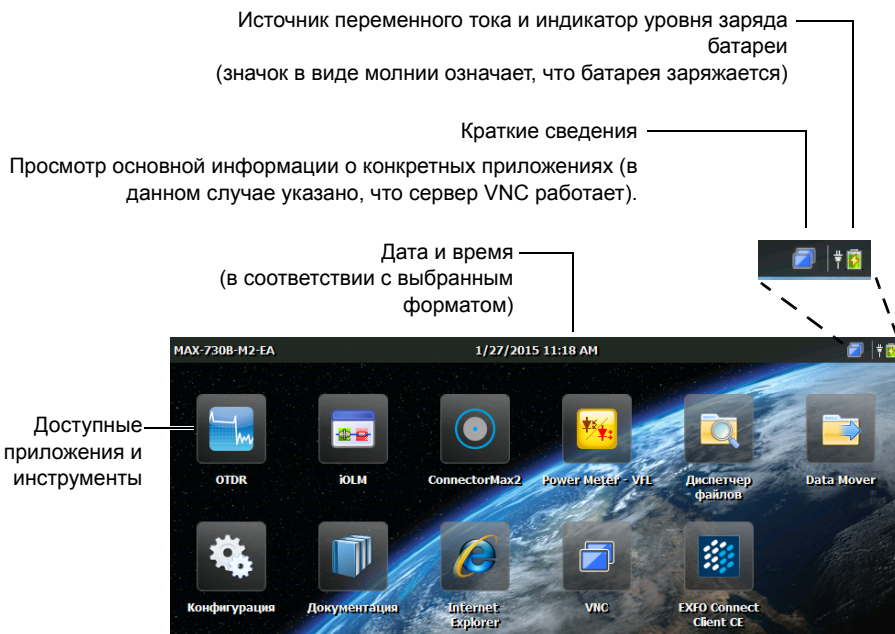 Источник переменного тока и индикатор уровня заряда
батареи
(значок в виде молнии означает, что батарея заряжается)
Краткие сведения
Просмотр основной информации о конкретных приложениях (в
данном случае указано, что сервер VNC работает).
Дата и время
(в соответствии с выбранным
форматом)
MAX-730B-M2-EA
1/27/2015 11:18 AM
Доступные
приложения и
инструменты
OTDR
iOLM
ConnectorMax2
Power Meter - VFL
Диспетчер
файлов
Data Mover
Конфигурация
Документация
Internet
Explorer
VNC
EXFO Connect
Client CE